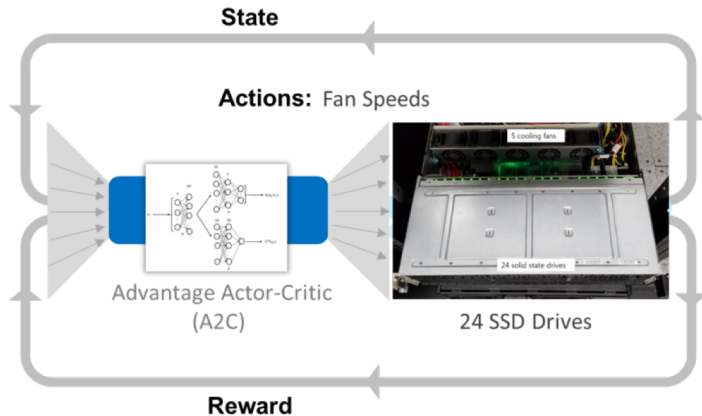 State
Actions: Fan Speeds
5 cooling fans
24 solid state drives
Advantage Actor-Critic
(A2C)
24 SSD Drives
Reward